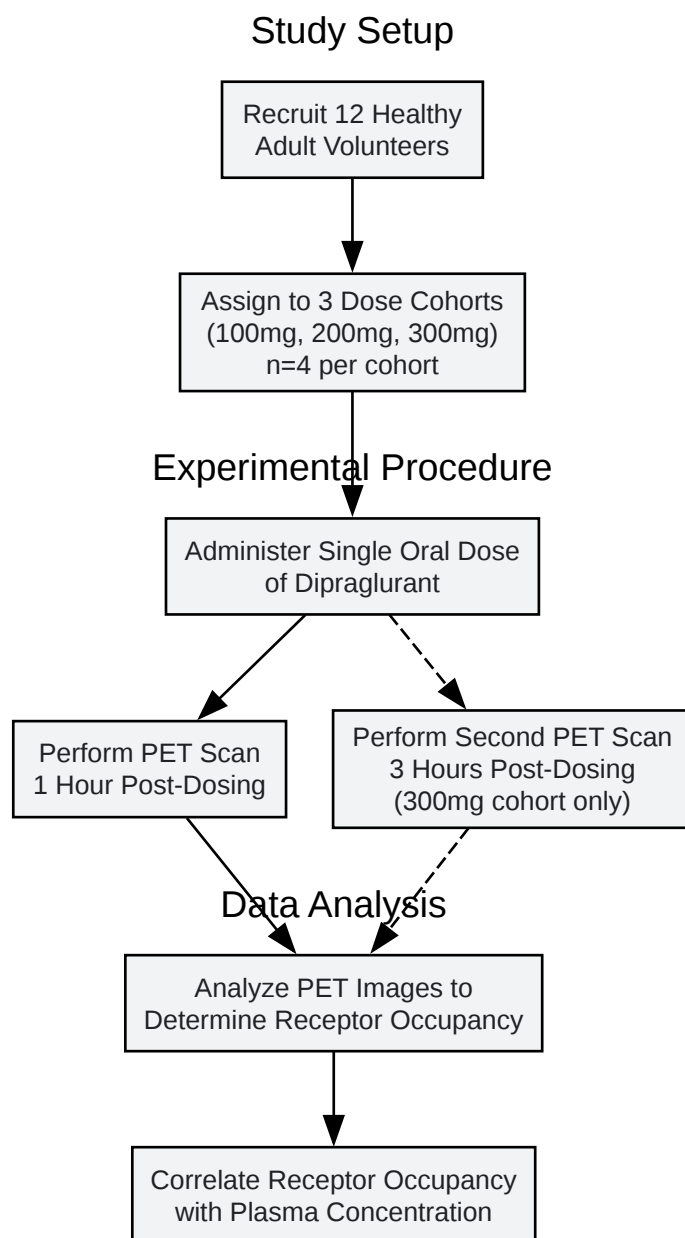 Study Setup
Recruit 12 Healthy
Adult Volunteers
Assign to 3 Dose Cohorts
(100mg, 200mg, 300mg)
n=4 per cohort
Experimental Procedure
Administer Single Oral Dose
of Dipraglurant
Perform PET Scan
1 Hour Post-Dosing
Perform Second PET Scan
3 Hours Post-Dosing
(300mg cohort only)
Data Analysis
Analyze PET Images to
Determine Receptor Occupancy
Correlate Receptor Occupancy
with Plasma Concentration